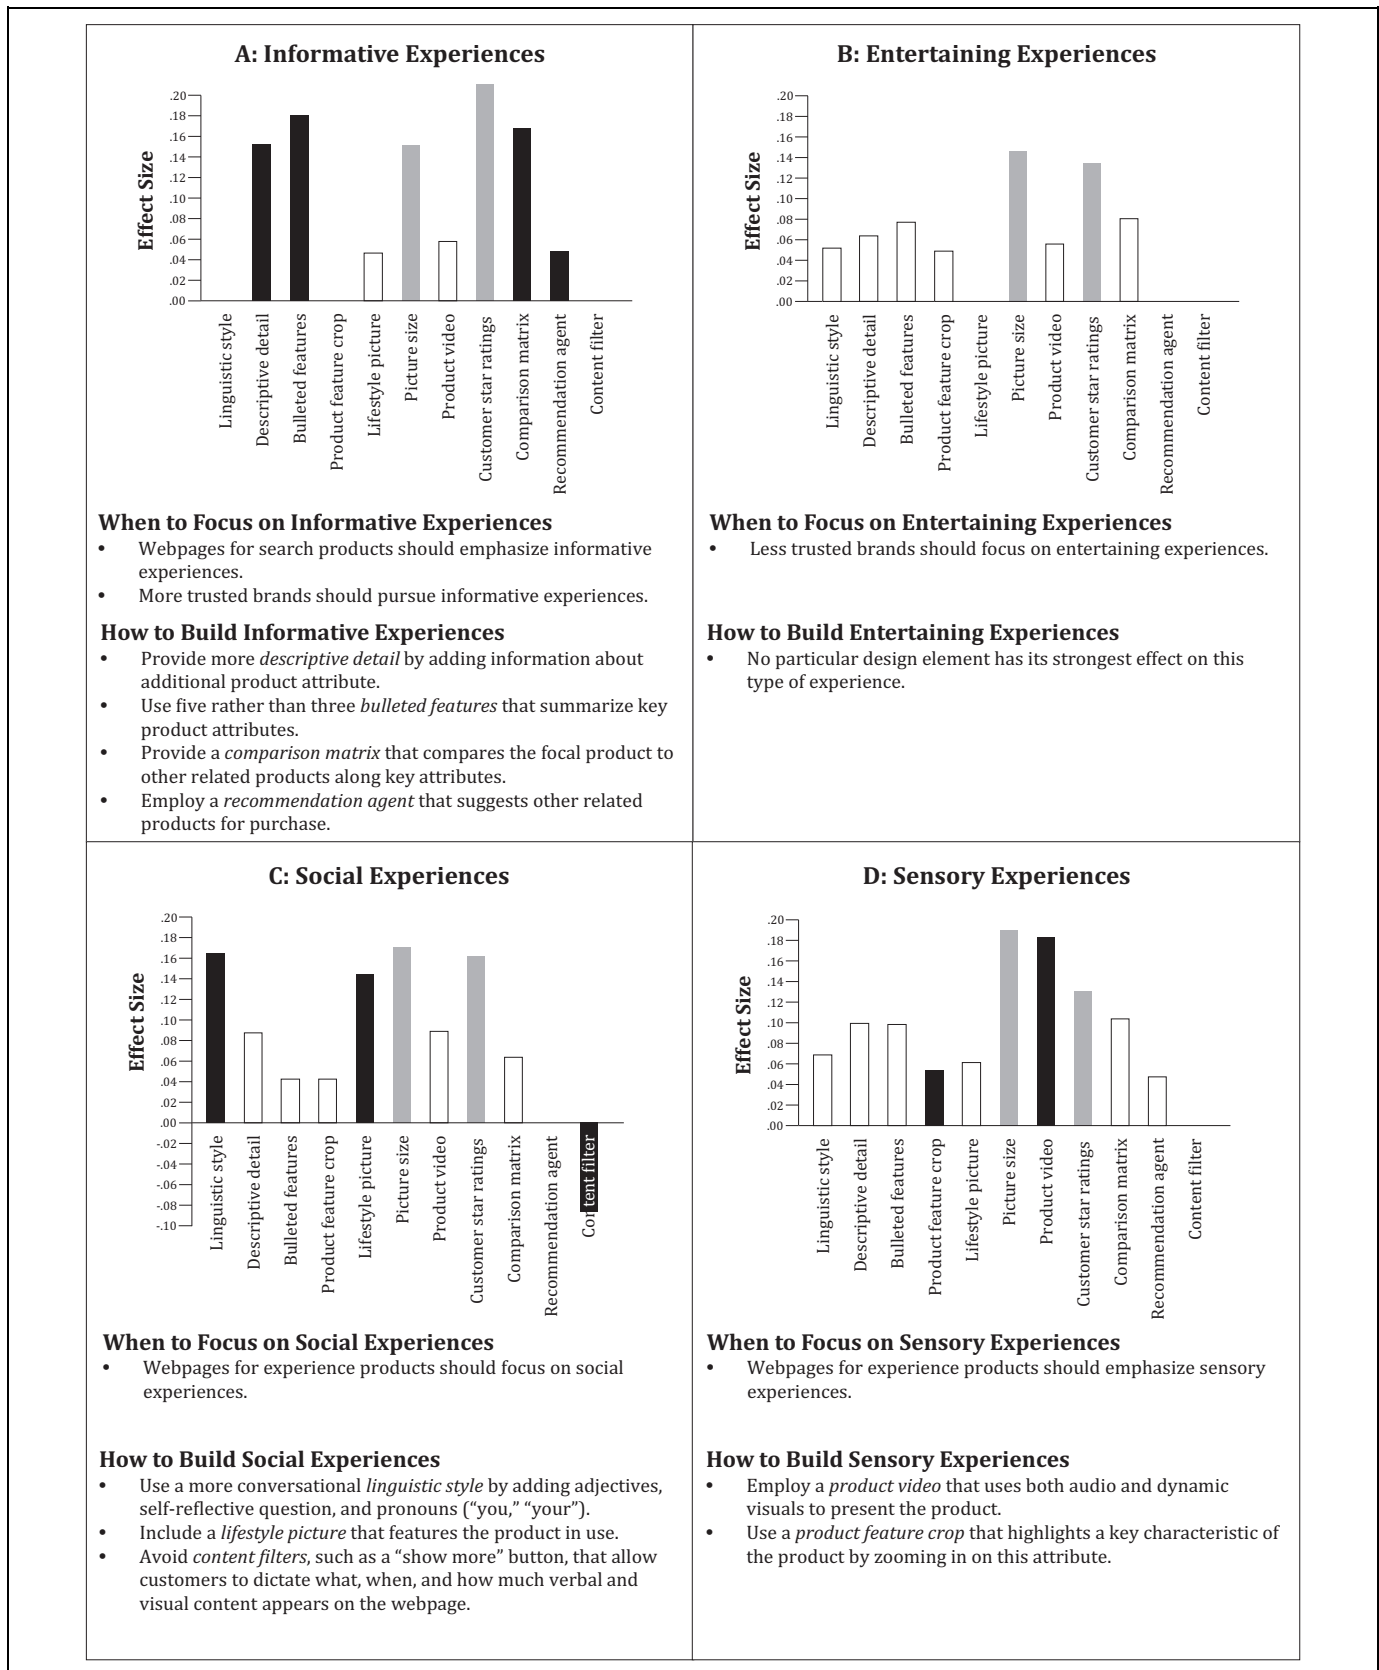 A: Informative Experiences
.20
.18
.16
.14
.12
.10
.08
.06
.04
.02
.00
Effect Size
Linguistic style
Descriptive detail
Bulleted features
Product feature crop
Lifestyle picture
Picture size
Product video
Customer star ratings
Comparison matrix
Recommendation agent
Content filter
When to Focus on Informative Experiences
• Webpages for search products should emphasize informative
experiences.
• More trusted brands should pursue informative experiences.
How to Build Informative Experiences
• Provide more descriptive detail by adding information about
additional product attribute.
• Use five rather than three bulleted features that summarize key
product attributes.
• Provide a comparison matrix that compares the focal product to
other related products along key attributes.
• Employ a recommendation agent that suggests other related
products for purchase.
B: Entertaining Experiences
.20
.18
.16
.14
.12
.10
.08
.06
.04
.02
.00
Effect Size
Linguistic style
Descriptive detail
Bulleted features
Product feature crop
Lifestyle picture
Picture size
Product video
Customer star ratings
Comparison matrix
Recommendation agent
Content filter
When to Focus on Entertaining Experiences
• Less trusted brands should focus on entertaining experiences.
How to Build Entertaining Experiences
• No particular design element has its strongest effect on this
type of experience.
C: Social Experiences
.20
.18
.16
.14
.12
.10
.08
.06
.04
.02
.00
-.02
-.04
-.06
-.08
-.10
Effect Size
Linguistic style
Descriptive detail
Bulleted features
Product feature crop
Lifestyle picture
Picture size
Product video
Customer star ratings
Comparison matrix
Recommendation agent
Content filter
When to Focus on Social Experiences
• Webpages for experience products should focus on social
experiences.
How to Build Social Experiences
• Use a more conversational linguistic style by adding adjectives,
self-reflective question, and pronouns (“you,” “your”).
• Include a lifestyle picture that features the product in use.
• Avoid content filters, such as a “show more” button, that allow
customers to dictate what, when, and how much verbal and
visual content appears on the webpage.
D: Sensory Experiences
.20
.18
.16
.14
.12
.10
.08
.06
.04
.02
.00
Effect Size
Linguistic style
Descriptive detail
Bulleted features
Product feature crop
Lifestyle picture
Picture size
Product video
Customer star ratings
Comparison matrix
Recommendation agent
Content filter
When to Focus on Sensory Experiences
• Webpages for experience products should emphasize sensory
experiences.
How to Build Sensory Experiences
• Employ a product video that uses both audio and dynamic
visuals to present the product.
• Use a product feature crop that highlights a key characteristic of
the product by zooming in on this attribute.